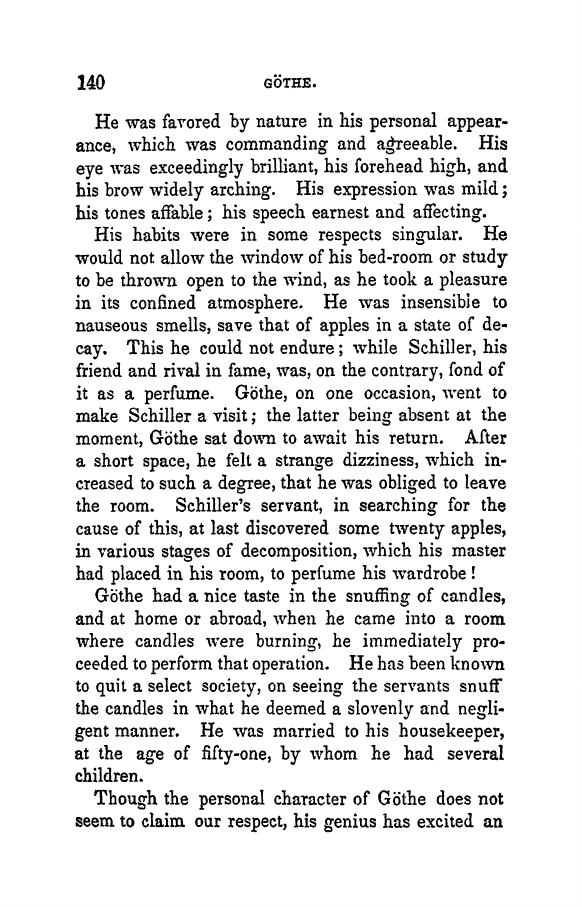 140 GÖTHE.
He was favored by nature in his personal appear-
ance, which was commanding and agreeable. His
eye was exceedingly brilliant, his forehead high, and
his brow widely arching. His expression was mild;
his tones affable; his speech earnest and affecting.
His habits were in some respects singular. He
would not allow the window of his bed-room or study
to be thrown open to the wind, as he took a pleasure
in its confined atmosphere. He was insensible to
nauseous smells, save that of apples in a state of de-
cay. This he could not endure; while Schiller, his
friend and rival in fame, was, on the contrary, fond of
it as a perfume. Göthe, on one occasion, went to
make Schiller a visit; the latter being absent at the
moment, Göthe sat down to await his return. After
a short space, he felt a strange dizziness, which in-
creased to such a degree, that he was obliged to leave
the room. Schiller's servant, in searching for the
cause of this, at last discovered some twenty apples,
in various stages of decomposition, which his master
had placed in his room, to perfume his wardrobe!
Göthe had a nice taste in the snuffing of candles,
and at home or abroad, when he came into a room
where candles were burning, he immediately pro-
ceeded to perform that operation. He has been known
to quit a select society, on seeing the servants snuff
the candles in what he deemed a slovenly and negli-
gent manner. He was married to his housekeeper,
at the age of fifty-one, by whom he had several
children.
Though the personal character of Göthe does not
seem to claim our respect, his genius has excited an